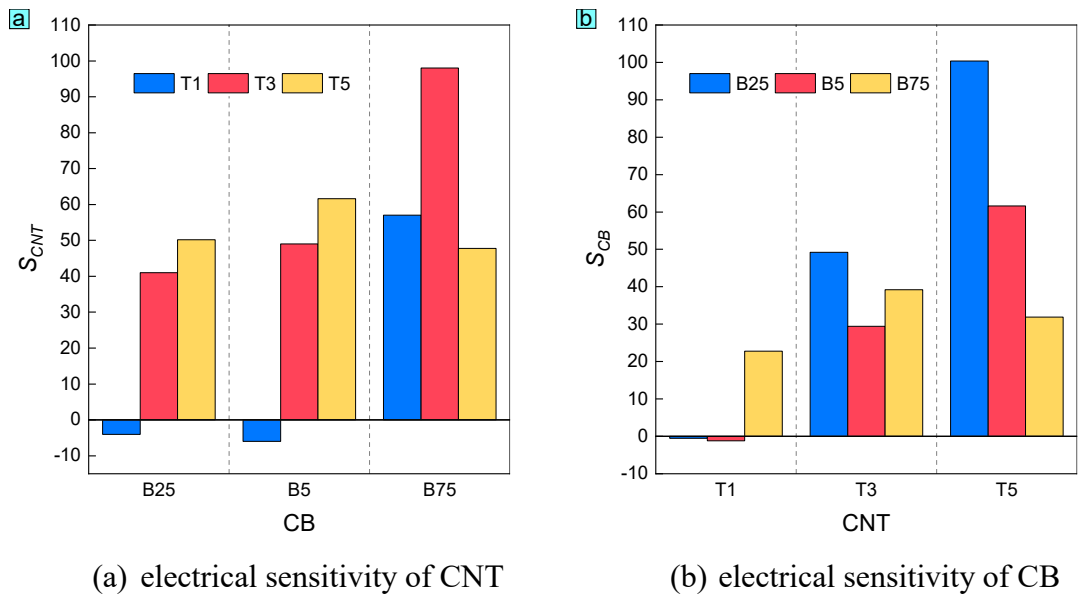 a
110
100
90
80
70
60
50
40
30
20
10
0
-10
S_CNT
T1 T3 T5
B25 B5 B75
CB
(a) electrical sensitivity of CNT
b
110
100
90
80
70
60
50
40
30
20
10
0
-10
S_CB
B25 B5 B75
T1 T3 T5
CNT
(b) electrical sensitivity of CB